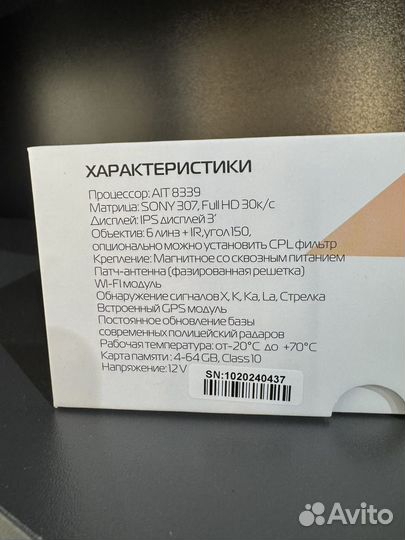 ХАРАКТЕРИСТИКИ
Процессор: AIT 8339
Матрица: SONY 307, Full HD 30к/с
Дисплей: IPS дисплей 3'
Объектив: 6 линз + IR, угол 150,
опционально можно установить CPL фильтр
Крепление: Магнитное со сквозным питанием
Патч-антенна (фазированная решетка)
WI-FI модуль
Обнаружение сигналов X, K, Ka, La, Стрелка
Встроенный GPS модуль
Постоянное обновление базы
современных полицейский радаров
Рабочая температура: от-20°C до +70°C
Карта памяти : 4-64 GB, Class 10
Напряжение: 12 V
SN:1020240437
Avito